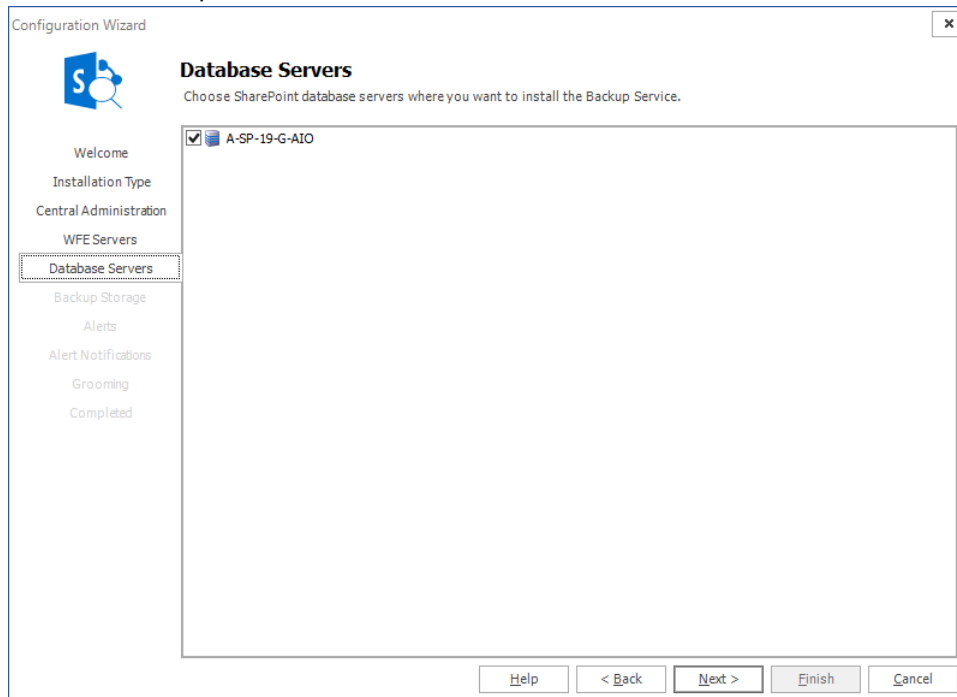 Configuration Wizard
Database Servers
Choose SharePoint database servers where you want to install the Backup Service.
Welcome
Installation Type
Central Administration
WFE Servers
Database Servers
Backup Storage
Alerts
Alert Notifications
Grooming
Completed
A-SP-19-G-AIO
Help
< Back
Next >
Finish
Cancel